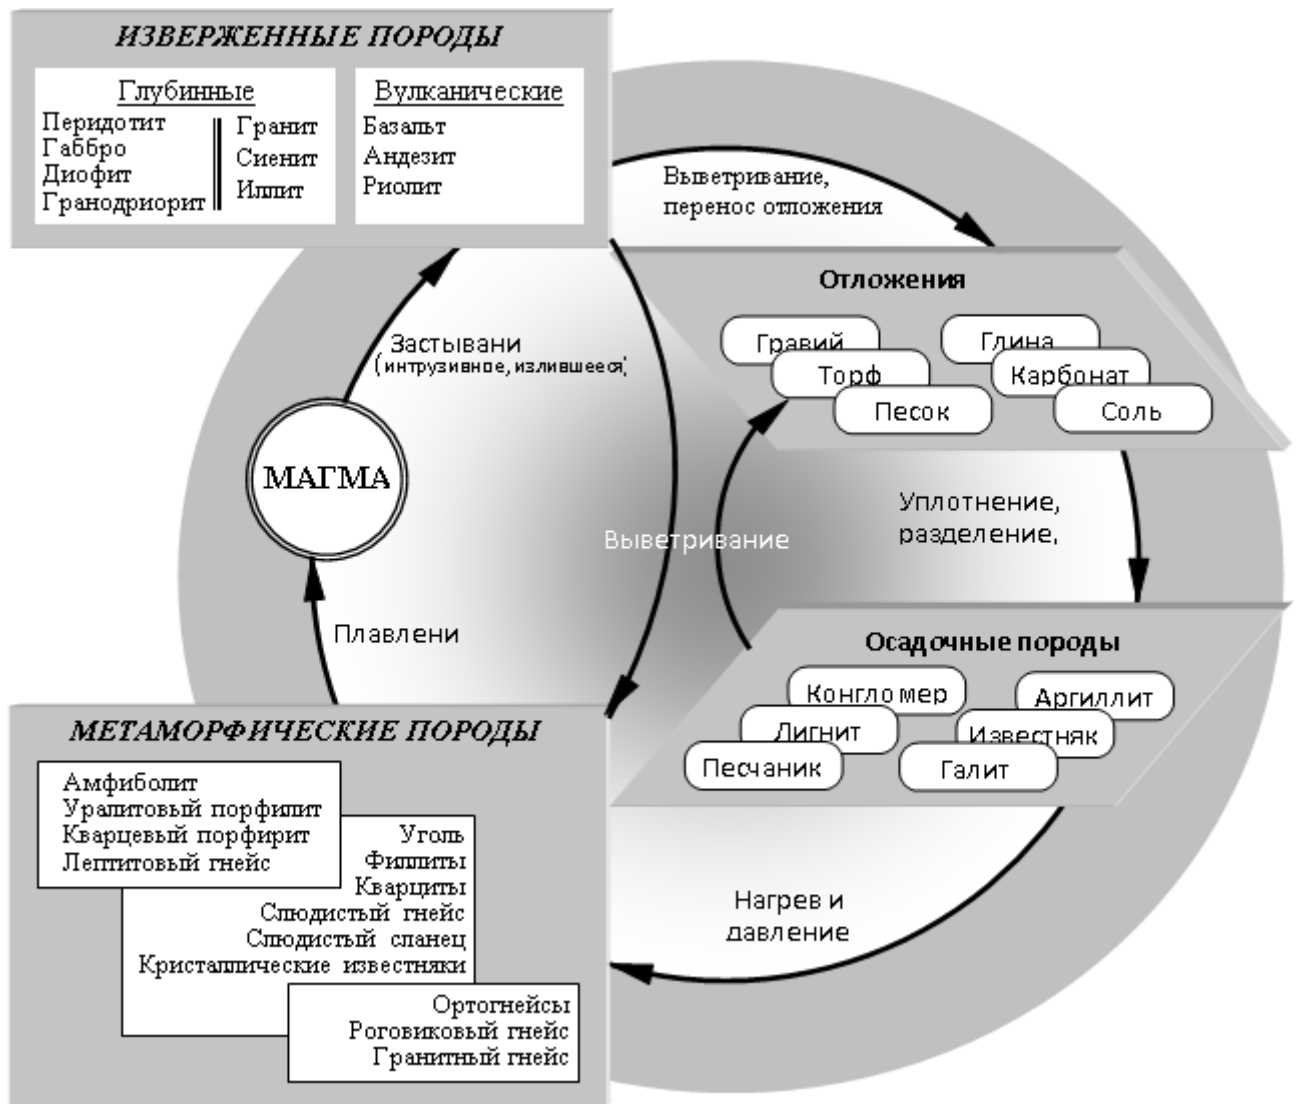 ИЗВЕРЖЕННЫЕ ПОРОДЫ
Глубинные
Перидотит
Габбро
Диофит
Гранодриорит
Гранит
Сиенит
Иллит
Вулканические
Базальт
Андезит
Риолит
Выветривание,
перенос отложения
Отложения
Гравий
Торф
Песок
Глина
Карбонат
Соль
Застывани
(интрузивное, излившееся)
МАГМА
Уплотнение,
разделение,
Выветривание
Плавлени
Осадочные породы
Конгломер
Лигнит
Песчаник
Аргиллит
Известняк
Галит
МЕТАМОРФИЧЕСКИЕ ПОРОДЫ
Амфиболит
Уралитовый порфилит
Кварцевый порфирит
Лептитовый гнейс
Уголь
Филлиты
Кварциты
Слюдистый гнейс
Слюдистый сланец
Кристаллические известняки
Ортогнейсы
Роговиковый гнейс
Гранитный гнейс
Нагрев и
давление